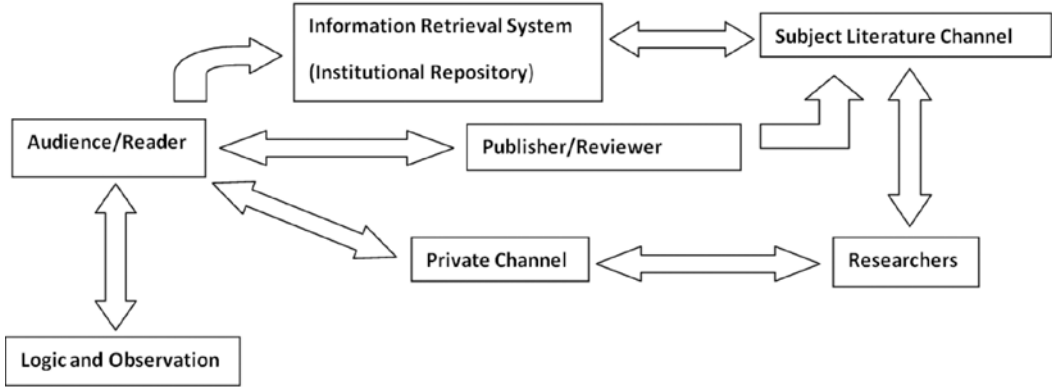 Information Retrieval System
(Institutional Repository)
Subject Literature Channel
Audience/Reader
Publisher/Reviewer
Private Channel
Researchers
Logic and Observation